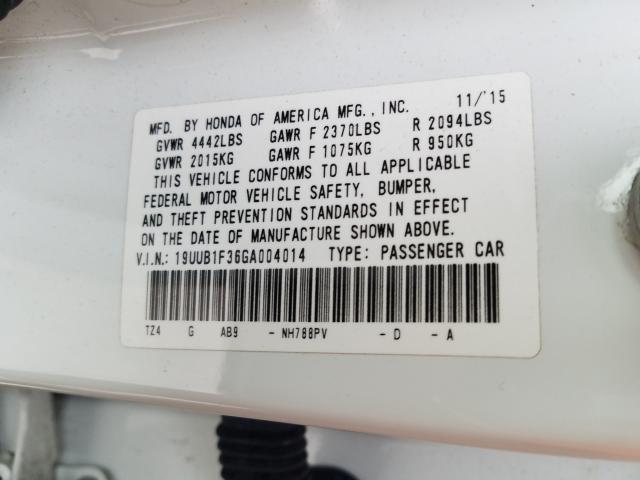 MFD. BY HONDA OF AMERICA MFG., INC. 11/'15
GVWR 4442LBS GAWR F 2370LBS R 2094LBS
GVWR 2015KG GAWR F 1075KG R 950KG
THIS VEHICLE CONFORMS TO ALL APPLICABLE
FEDERAL MOTOR VEHICLE SAFETY, BUMPER,
AND THEFT PREVENTION STANDARDS IN EFFECT
ON THE DATE OF MANUFACTURE SHOWN ABOVE.
V.I.N.: 19UUB1F36GA004014 TYPE: PASSENGER CAR
TZ4 G AB9 - NH788PV - D - A